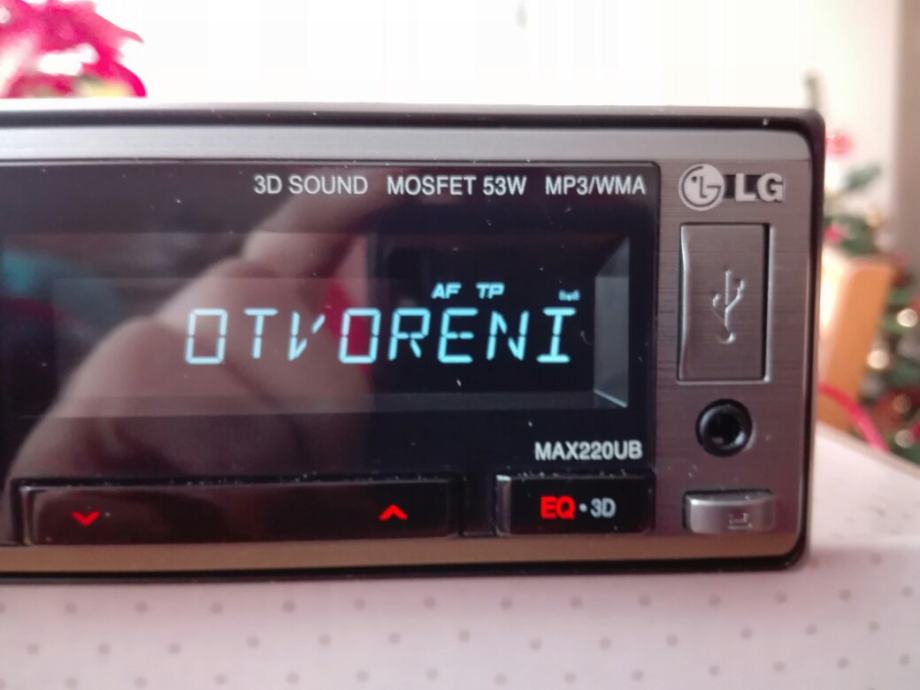 3D SOUND MOSFET 53W MP3/WMA
LG
AF TP
OTVORENI
MAX220UB
EQ•3D